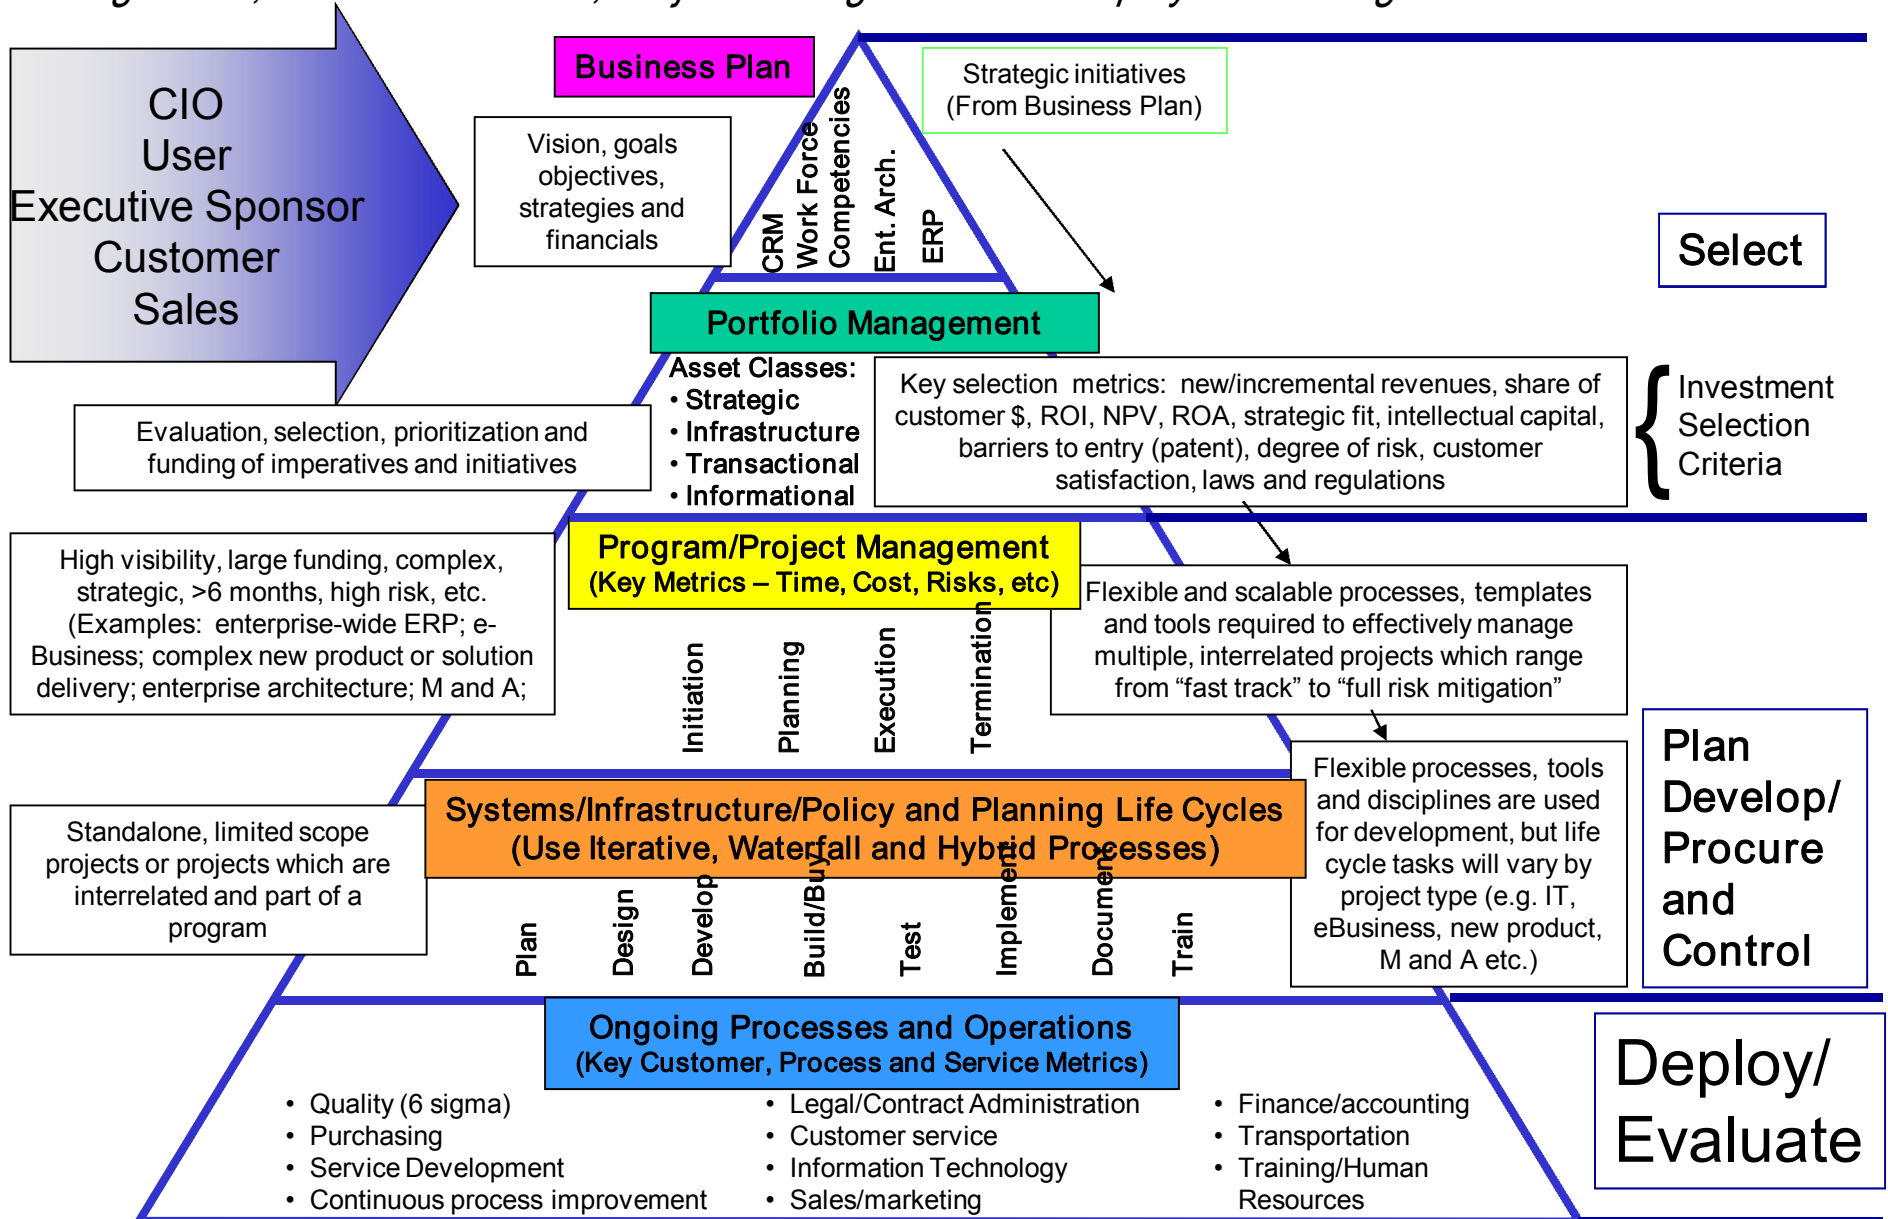 Business Plan
Strategic initiatives
(From Business Plan)
CIO
User
Executive Sponsor
Customer
Sales
Vision, goals
objectives,
strategies and
financials
CRM
Work Force
Competencies
Ent. Arch.
ERP
Select
Portfolio Management
Asset Classes:
• Strategic
• Infrastructure
• Transactional
• Informational
Key selection metrics: new/incremental revenues, share of
customer $, ROI, NPV, ROA, strategic fit, intellectual capital,
barriers to entry (patent), degree of risk, customer
satisfaction, laws and regulations
{
Investment
Selection
Criteria
Evaluation, selection, prioritization and
funding of imperatives and initiatives
Program/Project Management
(Key Metrics – Time, Cost, Risks, etc)
High visibility, large funding, complex,
strategic, >6 months, high risk, etc.
(Examples: enterprise-wide ERP; e-
Business; complex new product or solution
delivery; enterprise architecture; M and A;
Flexible and scalable processes, templates
and tools required to effectively manage
multiple, interrelated projects which range
from “fast track” to “full risk mitigation”
Initiation
Planning
Execution
Termination
Plan
Develop/
Procure
and
Control
Systems/Infrastructure/Policy and Planning Life Cycles
(Use Iterative, Waterfall and Hybrid Processes)
Standalone, limited scope
projects or projects which are
interrelated and part of a
program
Flexible processes, tools
and disciplines are used
for development, but life
cycle tasks will vary by
project type (e.g. IT,
eBusiness, new product,
M and A etc.)
Plan
Design
Develop
Build/Buy
Test
Implement
Document
Train
Ongoing Processes and Operations
(Key Customer, Process and Service Metrics)
• Quality (6 sigma)
• Purchasing
• Service Development
• Continuous process improvement
• Legal/Contract Administration
• Customer service
• Information Technology
• Sales/marketing
• Finance/accounting
• Transportation
• Training/Human
Resources
Deploy/
Evaluate